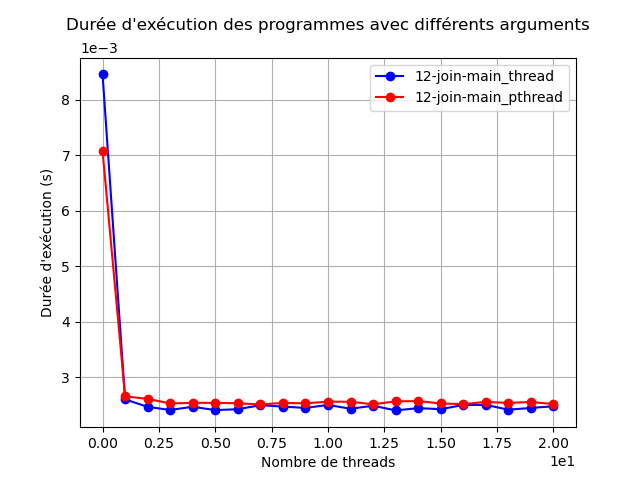 Durée d'exécution des programmes avec différents arguments
1e−3
12-join-main_thread
12-join-main_pthread
8
7
6
5
4
3
Durée d'exécution (s)
0.00 0.25 0.50 0.75 1.00 1.25 1.50 1.75 2.00
Nombre de threads
1e1